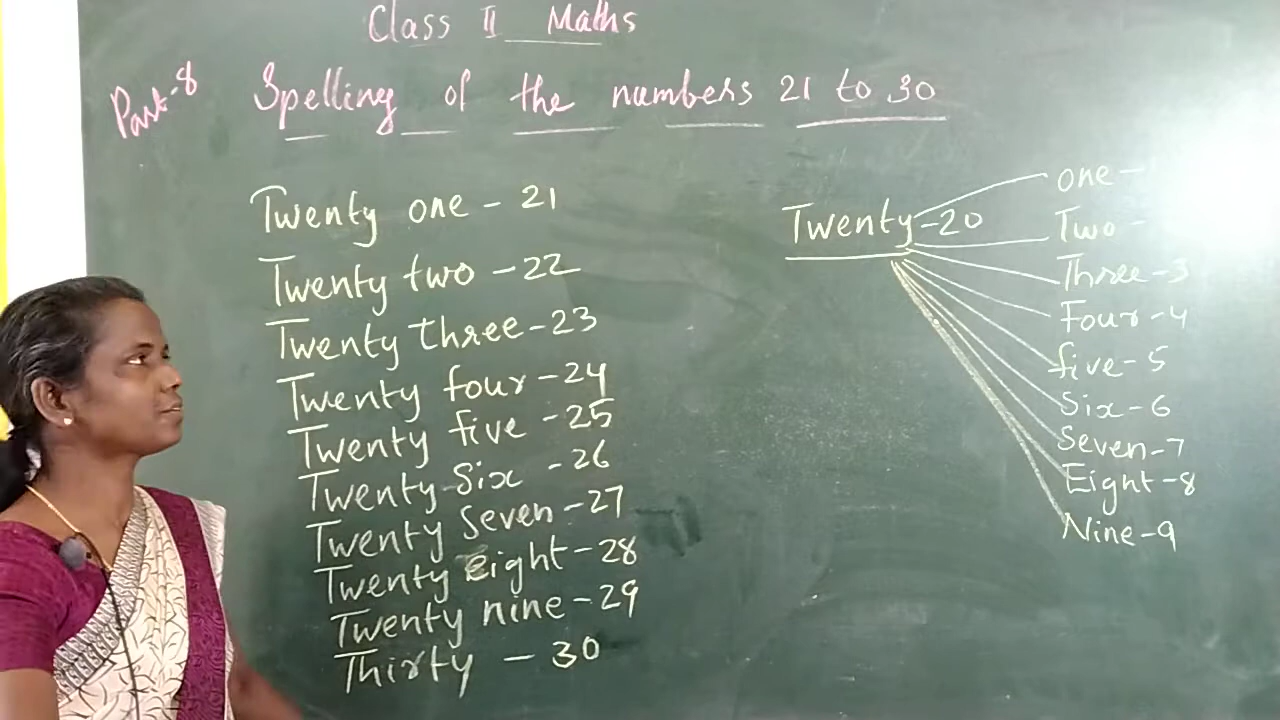 Class II Maths
Part-8
Spelling of the numbers 21 to 30
Twenty one - 21
Twenty two - 22
Twenty three - 23
Twenty four - 24
Twenty five - 25
Twenty Six - 26
Twenty Seven - 27
Twenty Eight - 28
Twenty nine - 29
Thirty - 30
Twenty - 20
one -
Two -
Three - 3
Four - 4
five - 5
Six - 6
Seven - 7
Eight - 8
Nine - 9